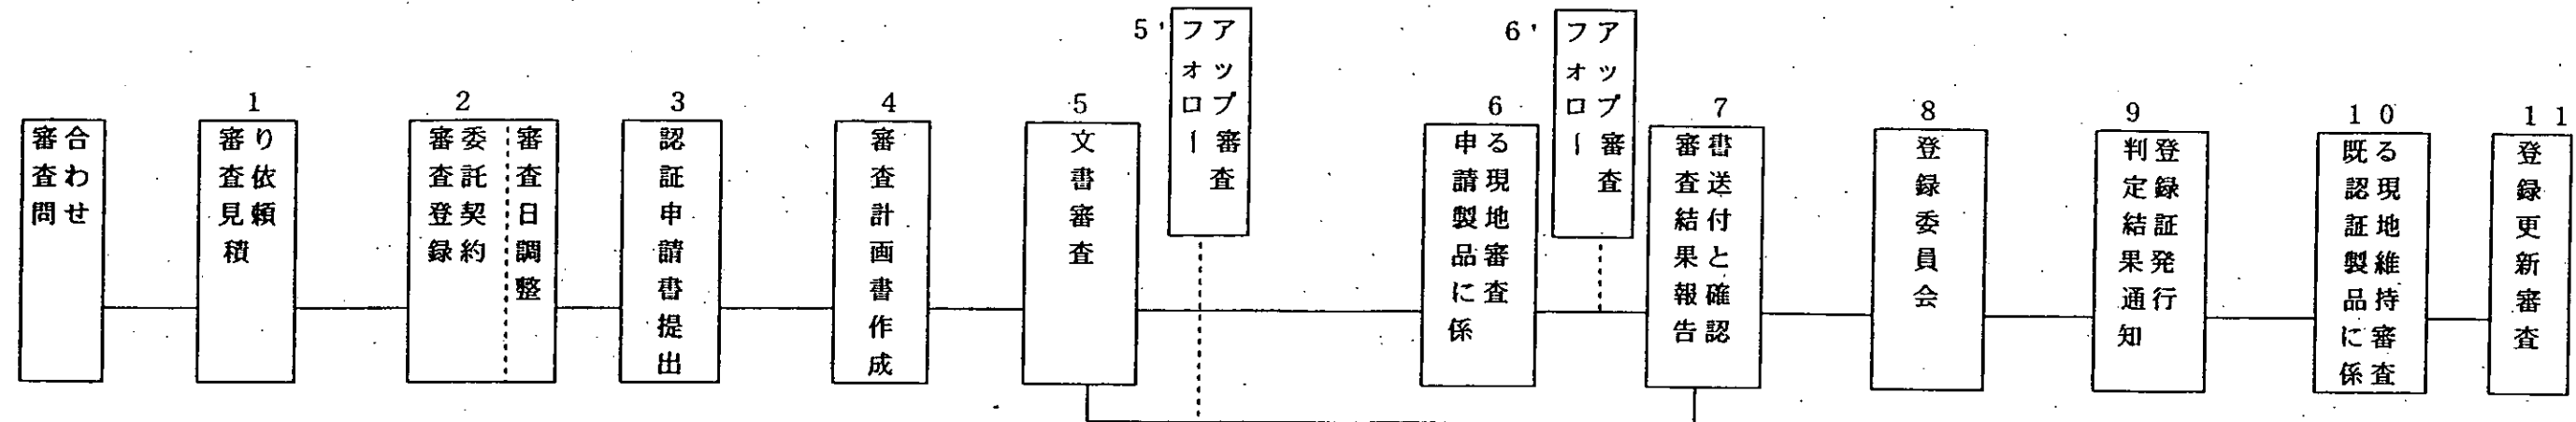 審査問
合わせ
1
審査見積
り依頼
2
審査登録
委託契約
審査日調整
3
認証申請書提出
4
審査計画書作成
5
文書審査
5'
フォロー
アップ審査
6
申請製品に係
る現地審査
6'
フォロー
アップ審査
7
審査結果報告
書送付と確認
8
登録委員会
9
判定結果通知
登録証発行
10
既認証製品に係
る現地維持審査
11
登録更新審査